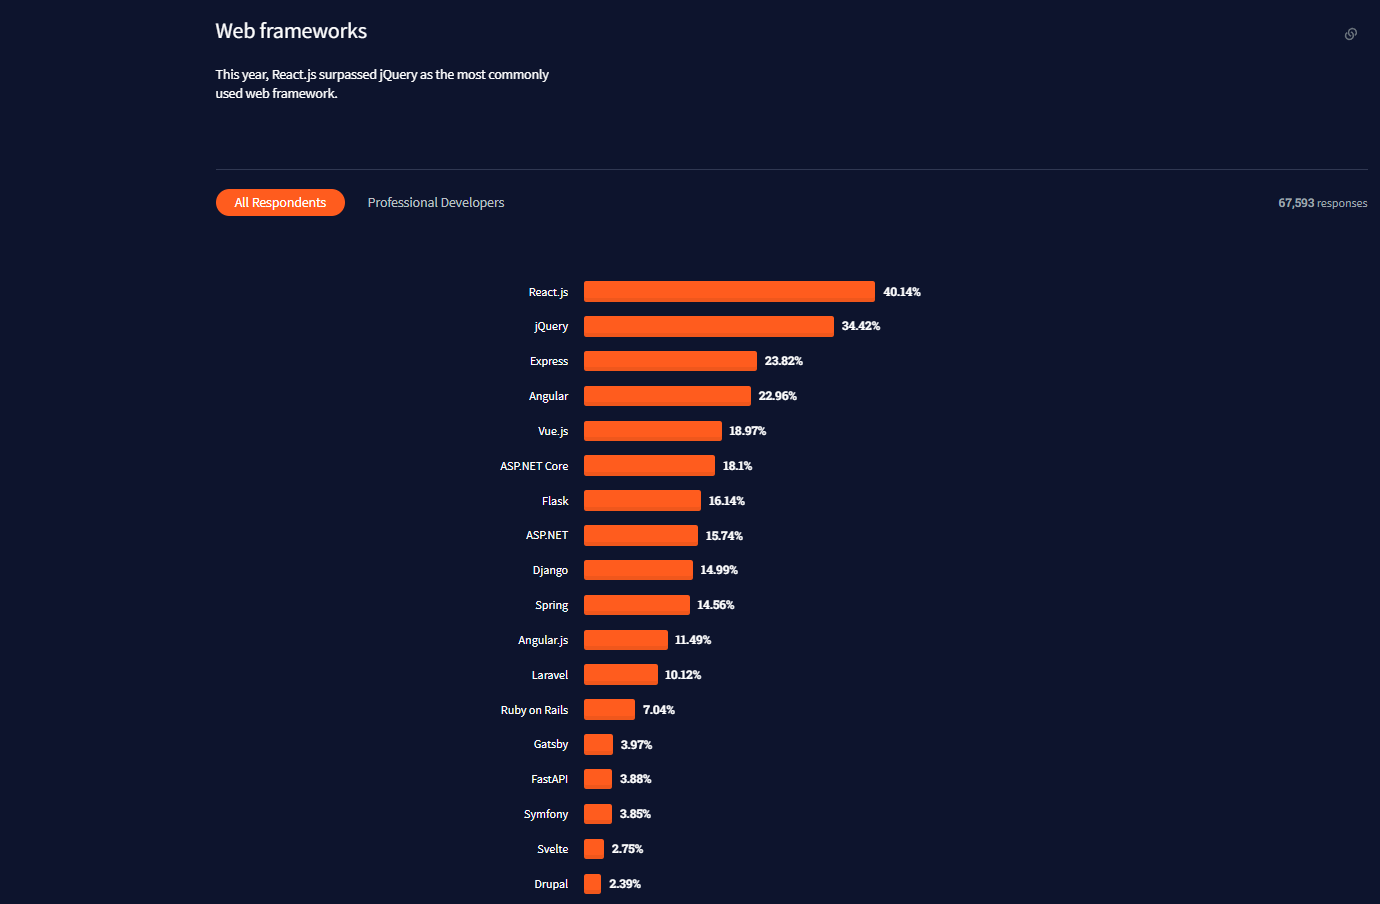 Web frameworks
This year, React.js surpassed jQuery as the most commonly
used web framework.
All Respondents
Professional Developers
67,593 responses
React.js 40.14%
jQuery 34.42%
Express 23.82%
Angular 22.96%
Vue.js 18.97%
ASP.NET Core 18.1%
Flask 16.14%
ASP.NET 15.74%
Django 14.99%
Spring 14.56%
Angular.js 11.49%
Laravel 10.12%
Ruby on Rails 7.04%
Gatsby 3.97%
FastAPI 3.88%
Symfony 3.85%
Svelte 2.75%
Drupal 2.39%